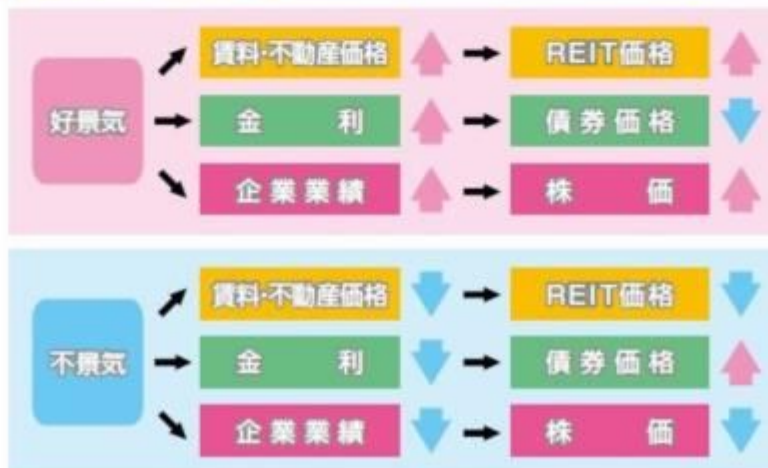 賃料·不動産価格 REIT価格
好景気 金利 債券価格
企業業績 株価
賃料·不動産価格 REIT価格
不景気 金利 債券価格
企業業績 株価